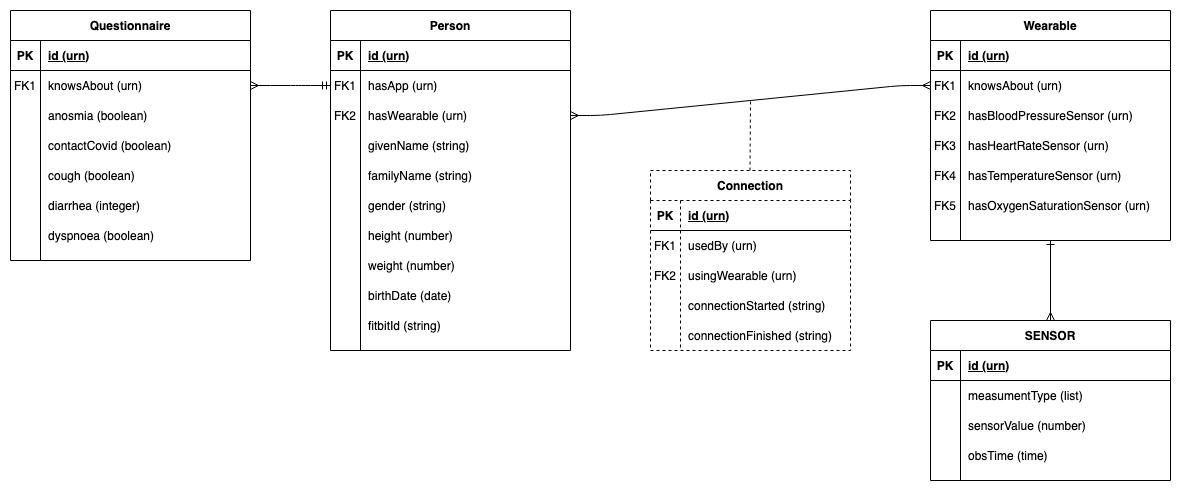 Questionnaire
PK id (urn)
FK1 knowsAbout (urn)
anosmia (boolean)
contactCovid (boolean)
cough (boolean)
diarrhea (integer)
dyspnoea (boolean)
Person
PK id (urn)
FK1 hasApp (urn)
FK2 hasWearable (urn)
givenName (string)
familyName (string)
gender (string)
height (number)
weight (number)
birthDate (date)
fitbitId (string)
Connection
PK id (urn)
FK1 usedBy (urn)
FK2 usingWearable (urn)
connectionStarted (string)
connectionFinished (string)
Wearable
PK id (urn)
FK1 knowsAbout (urn)
FK2 hasBloodPressureSensor (urn)
FK3 hasHeartRateSensor (urn)
FK4 hasTemperatureSensor (urn)
FK5 hasOxygenSaturationSensor (urn)
SENSOR
PK id (urn)
measumentType (list)
sensorValue (number)
obsTime (time)